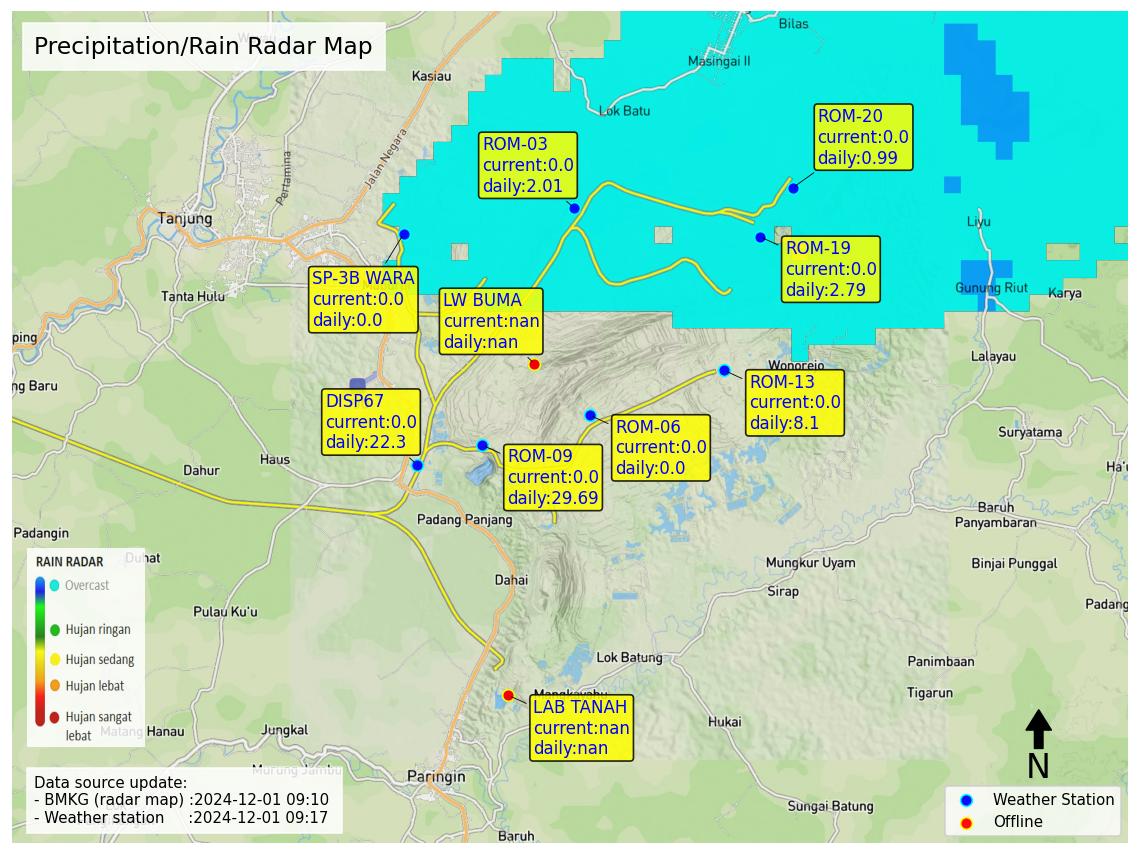 Precipitation/Rain Radar Map
Bilas
Masingai II
Kasiau
Lok Batu
ROM-20
current:0.0
daily:0.99
ROM-03
current:0.0
daily:2.01
Jalan Negara
Pertamina
Tanjung
Liyu
ROM-19
current:0.0
daily:2.79
SP-3B WARA
current:0.0
daily:0.0
LW BUMA
current:nan
daily:nan
Tanta Hulu
Gunung Riut
Karya
ping
Lalayau
Wonorejo
ng Baru
ROM-13
current:0.0
daily:8.1
DISP67
current:0.0
daily:22.3
ROM-06
current:0.0
daily:0.0
Suryatama
ROM-09
current:0.0
daily:29.69
Haus
Dahur
Ha'u
Padang Panjang
Baruh
Panyambaran
Padangin
Duhat
Mungkur Uyam
Binjai Punggal
Dahai
Sirap
Padang
Pulau Ku'u
RAIN RADAR
Overcast
Hujan ringan
Hujan sedang
Hujan lebat
Hujan sangat
lebat
Lok Batung
Panimbaan
Tigarun
Mangkayahu
LAB TANAH
current:nan
daily:nan
Matang Hanau
Jungkal
Hukai
Murung Jambu
Paringin
N
Data source update:
- BMKG (radar map) :2024-12-01 09:10
- Weather station :2024-12-01 09:17
Sungai Batung
Baruh
Weather Station
Offline